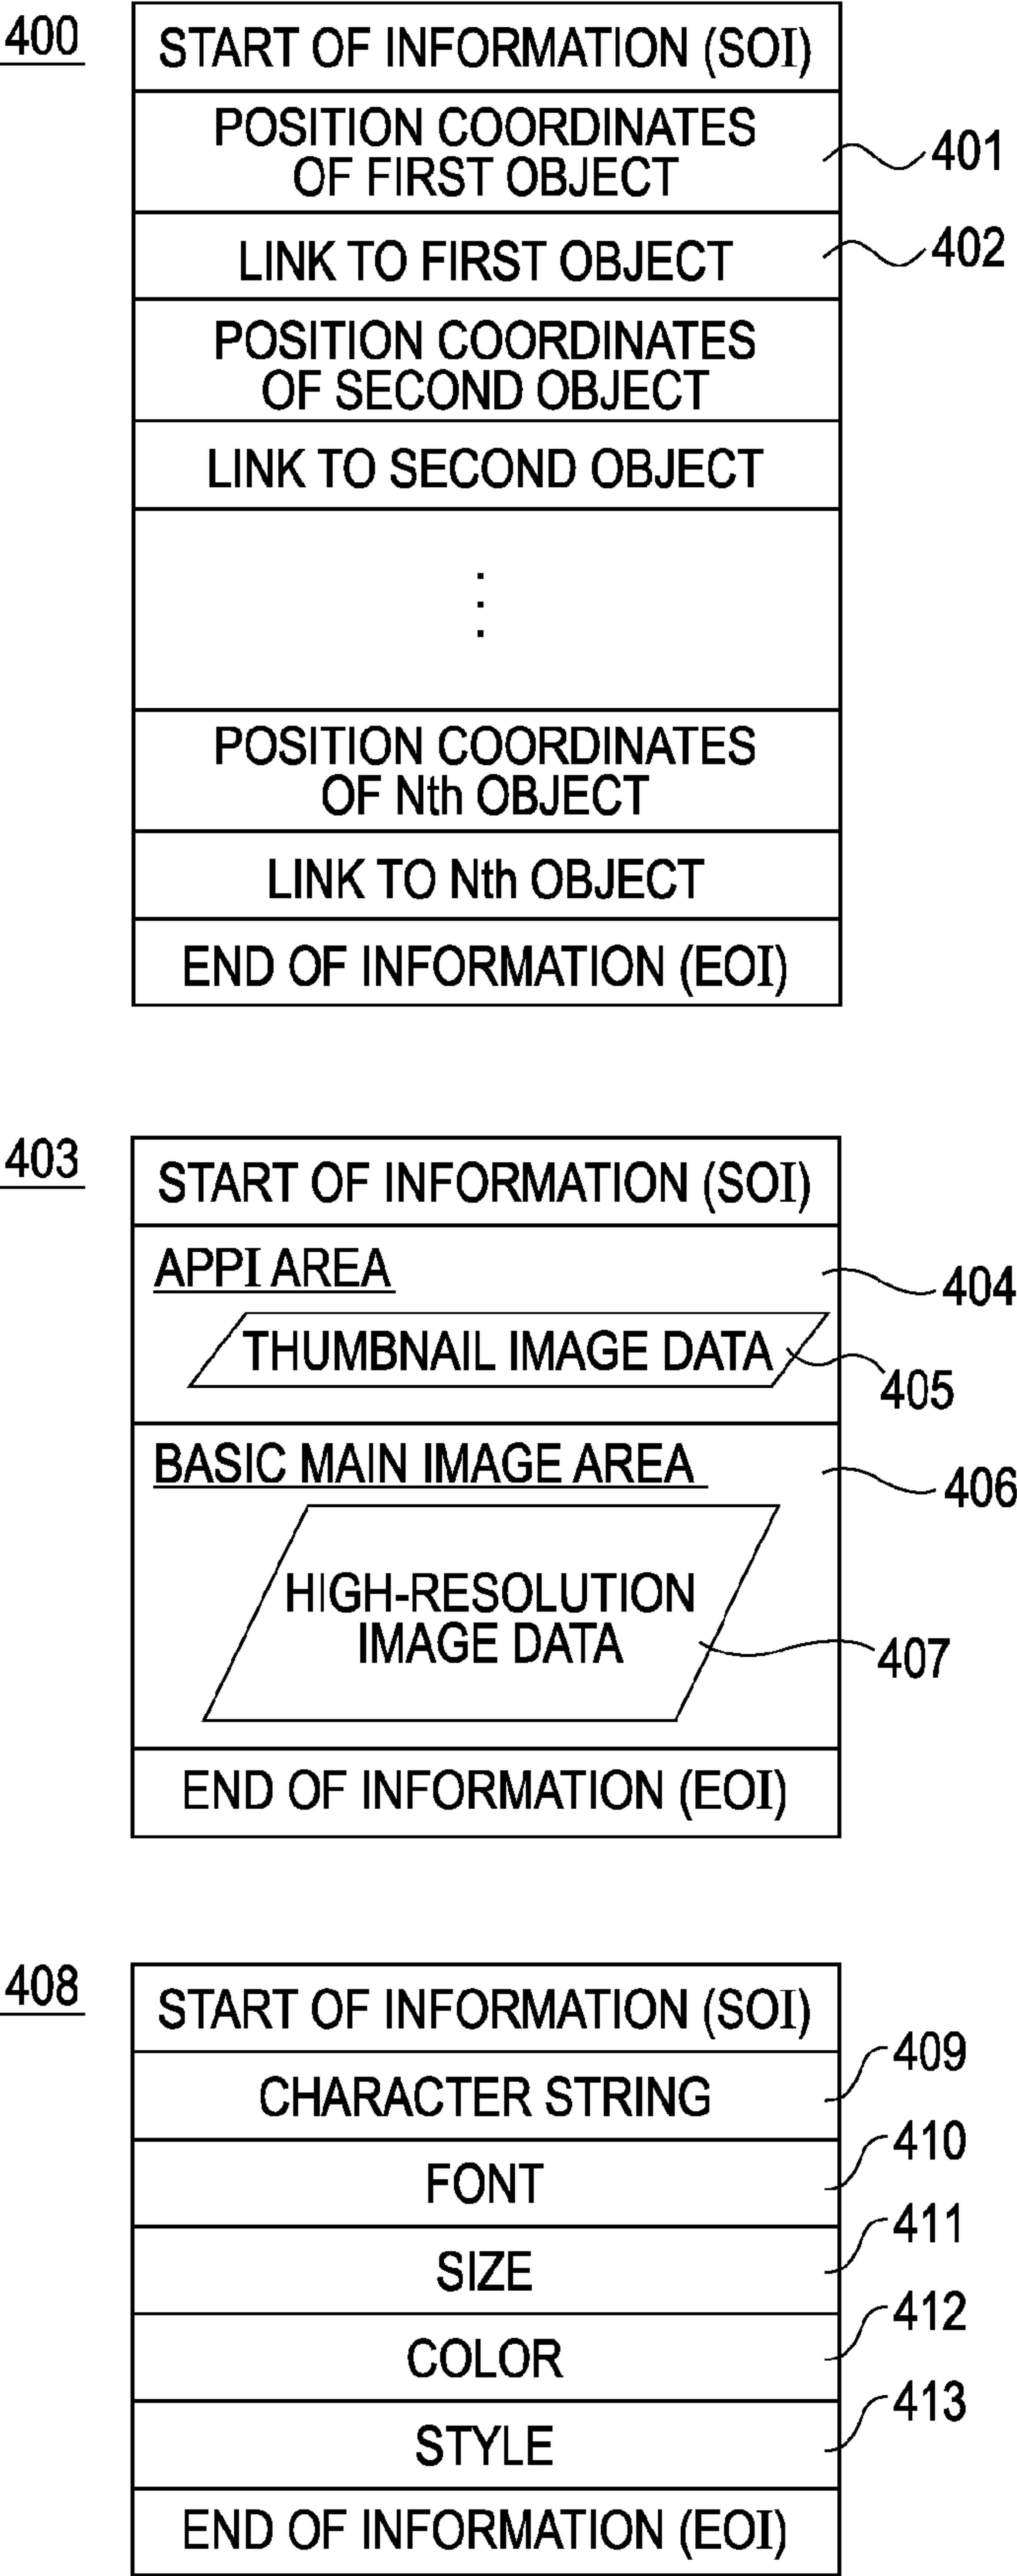 400
START OF INFORMATION (SOI)
POSITION COORDINATES
OF FIRST OBJECT
401
LINK TO FIRST OBJECT
402
POSITION COORDINATES
OF SECOND OBJECT
LINK TO SECOND OBJECT
POSITION COORDINATES
OF Nth OBJECT
LINK TO Nth OBJECT
END OF INFORMATION (EOI)
403
START OF INFORMATION (SOI)
APPI AREA
404
THUMBNAIL IMAGE DATA
405
BASIC MAIN IMAGE AREA
406
HIGH-RESOLUTION
IMAGE DATA
407
END OF INFORMATION (EOI)
408
START OF INFORMATION (SOI)
409
CHARACTER STRING
410
FONT
411
SIZE
412
COLOR
413
STYLE
END OF INFORMATION (EOI)